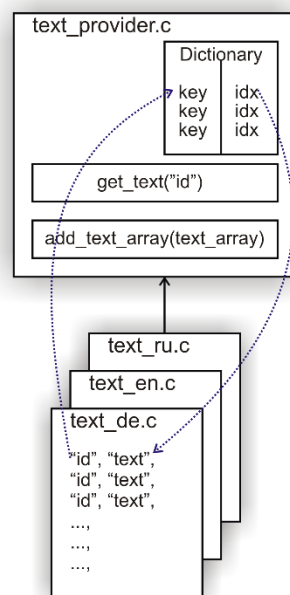 text_provider.c
Dictionary
key idx
key idx
key idx
get_text("id")
add_text_array(text_array)
text_ru.c
text_en.c
text_de.c
“id”, “text”,
“id”, “text”,
“id”, “text”,
...,
...,
...,